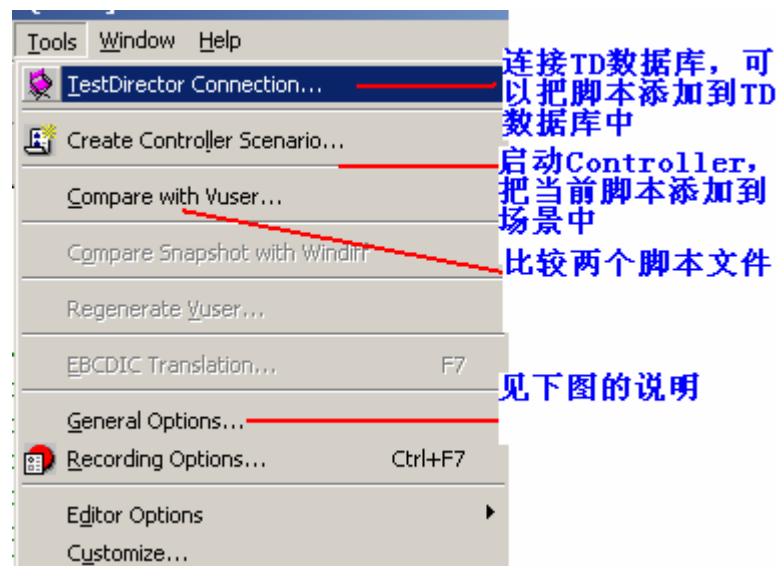 Tools Window Help
TestDirector Connection...
连接TD数据库，可
以把脚本添加到TD
数据库中
Create Controller Scenario...
启动Controller，
把当前脚本添加到
场景中
Compare with Vuser...
比较两个脚本文件
Compare Snapshot with Windiff
Regenerate Vuser...
EBCDIC Translation... F7
见下图的说明
General Options...
Recording Options... Ctrl+F7
Editor Options
Customize...